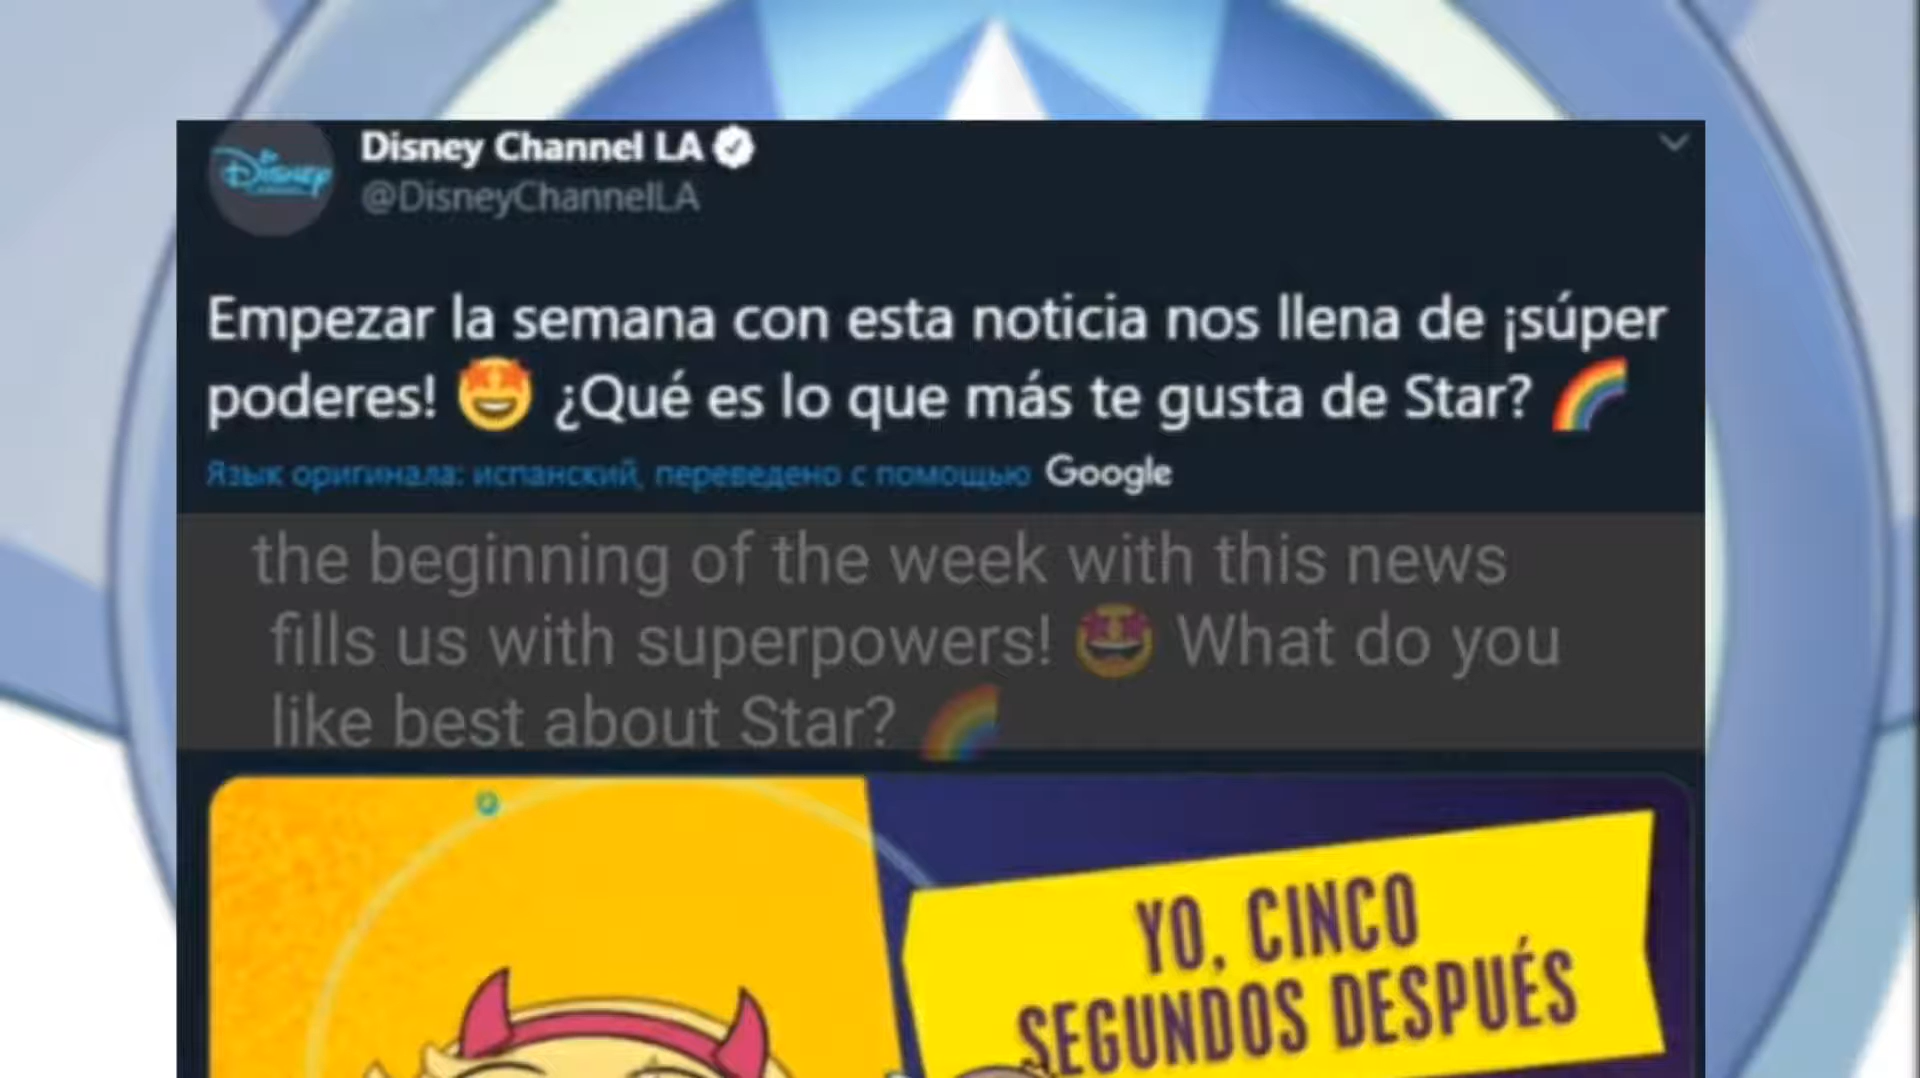 Disney Channel LA
@DisneyChannelLA
Disney
Empezar la semana con esta noticia nos llena de ¡súper
poderes! 🤩 ¿Qué es lo que más te gusta de Star? 🌈
Язык оригинала: испанский, переведено с помощью Google
the beginning of the week with this news
fills us with superpowers! 🤩 What do you
like best about Star? 🌈
YO, CINCO
SEGUNDOS DESPUÉS